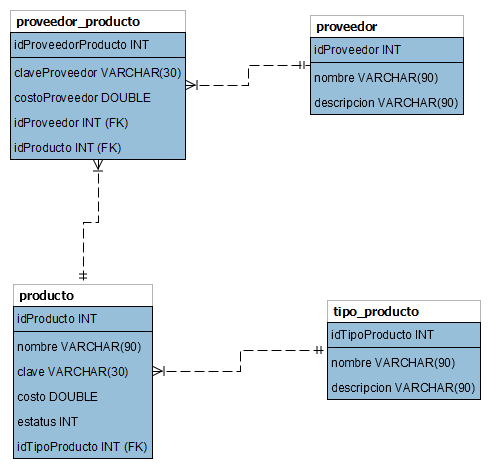 proveedor_producto
idProveedorProducto INT
claveProveedor VARCHAR(30)
costoProveedor DOUBLE
idProveedor INT (FK)
idProducto INT (FK)
proveedor
idProveedor INT
nombre VARCHAR(90)
descripcion VARCHAR(90)
producto
idProducto INT
nombre VARCHAR(90)
clave VARCHAR(30)
costo DOUBLE
estatus INT
idTipoProducto INT (FK)
tipo_producto
idTipoProducto INT
nombre VARCHAR(90)
descripcion VARCHAR(90)